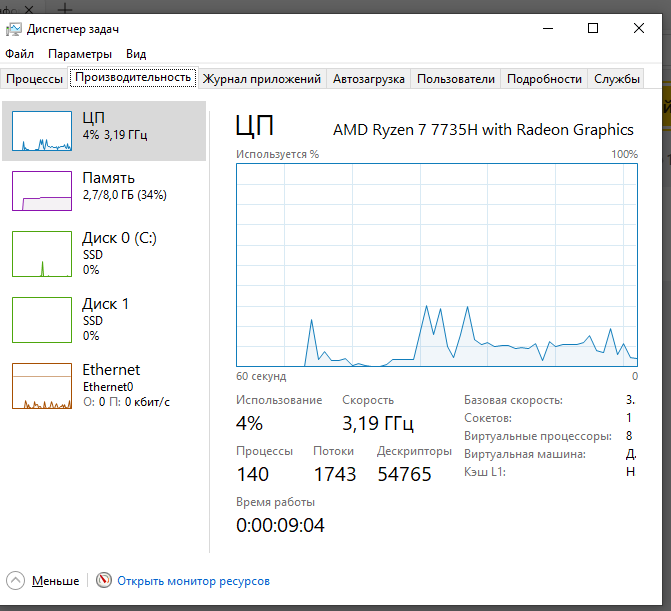 Диспетчер задач
Файл Параметры Вид
Процессы Производительность Журнал приложений Автозагрузка Пользователи Подробности Службы
ЦП
4% 3,19 ГГц
Память
2,7/8,0 ГБ (34%)
Диск 0 (C:)
SSD
0%
Диск 1
SSD
0%
Ethernet
Ethernet0
О: 0 П: 0 кбит/с
ЦП AMD Ryzen 7 7735H with Radeon Graphics
Используется % 100%
60 секунд 0
Использование Скорость
4% 3,19 ГГц
Процессы Потоки Дескрипторы
140 1743 54765
Время работы
0:00:09:04
Базовая скорость: 3.
Сокетов: 1
Виртуальные процессоры: 8
Виртуальная машина: Д.
Кэш L1: Н
Меньше Открыть монитор ресурсов